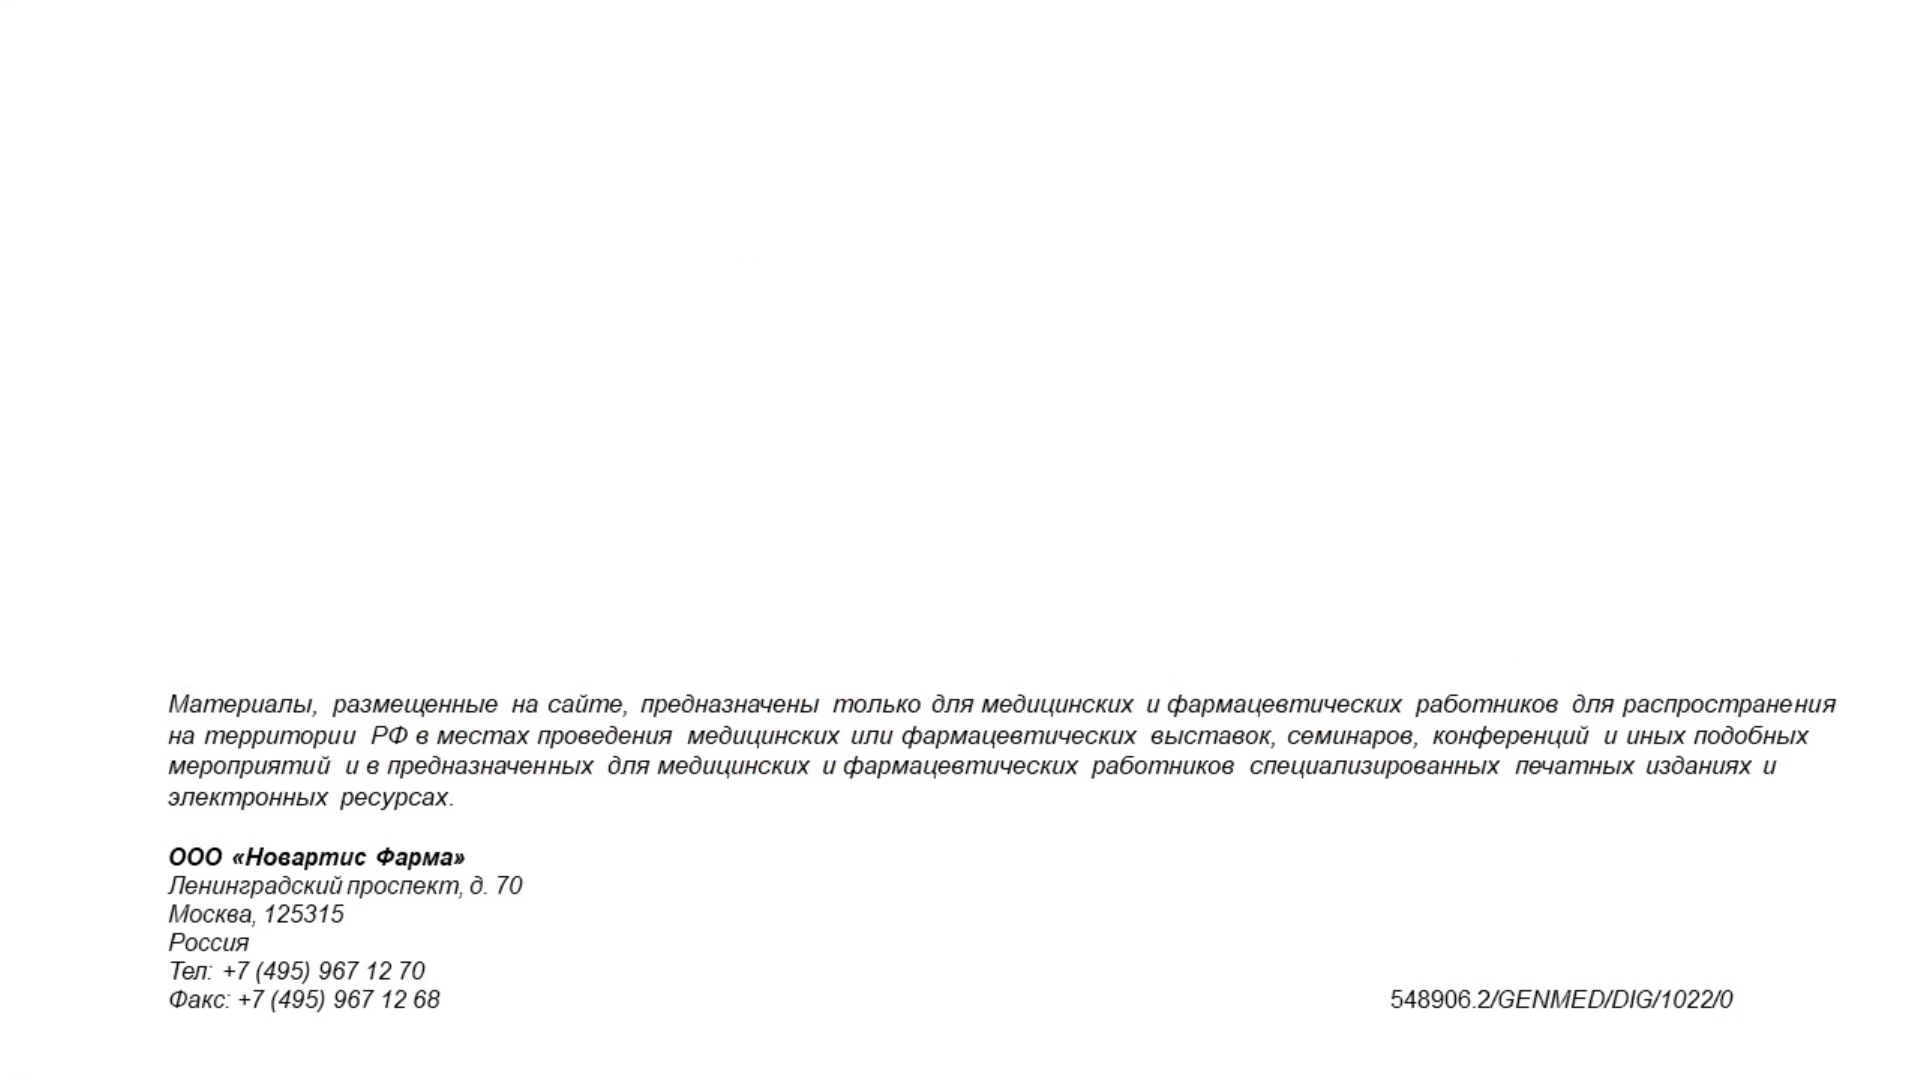 Материалы, размещенные на сайте, предназначены только для медицинских и фармацевтических работников для распространения
на территории РФ в местах проведения медицинских или фармацевтических выставок, семинаров, конференций и иных подобных
мероприятий и в предназначенных для медицинских и фармацевтических работников специализированных печатных изданиях и
электронных ресурсах.
ООО «Новартис Фарма»
Ленинградский проспект, д. 70
Москва, 125315
Россия
Тел: +7 (495) 967 12 70
Факс: +7 (495) 967 12 68
548906.2/GENMED/DIG/1022/0